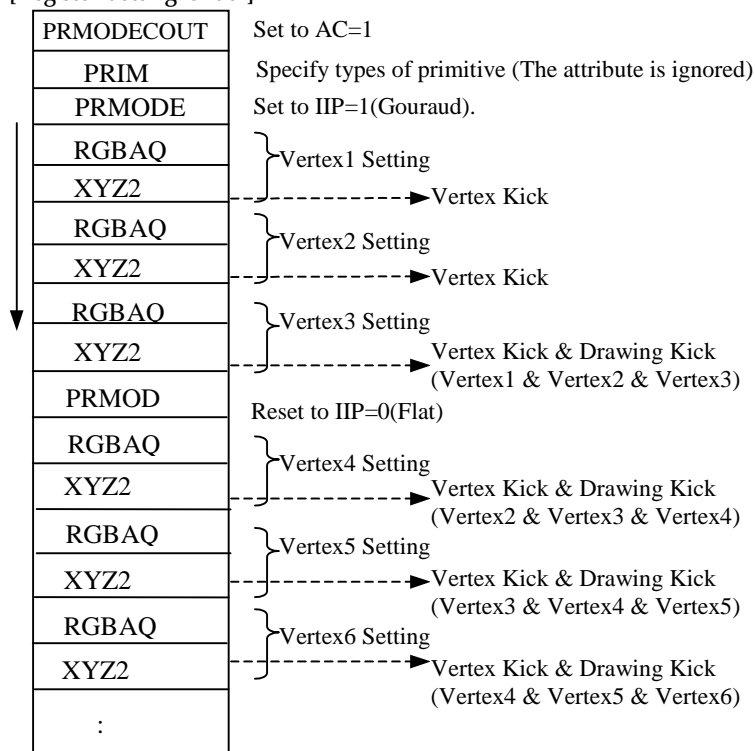 PRMODECOUT Set to AC=1
PRIM Specify types of primitive (The attribute is ignored)
PRMODE Set to IIP=1(Gouraud).
RGBAQ
Vertex1 Setting
XYZ2
Vertex Kick
RGBAQ
Vertex2 Setting
XYZ2
Vertex Kick
RGBAQ
Vertex3 Setting
XYZ2
Vertex Kick & Drawing Kick
(Vertex1 & Vertex2 & Vertex3)
PRMOD
Reset to IIP=0(Flat)
RGBAQ
Vertex4 Setting
XYZ2
Vertex Kick & Drawing Kick
(Vertex2 & Vertex3 & Vertex4)
RGBAQ
Vertex5 Setting
XYZ2
Vertex Kick & Drawing Kick
(Vertex3 & Vertex4 & Vertex5)
RGBAQ
Vertex6 Setting
XYZ2
Vertex Kick & Drawing Kick
(Vertex4 & Vertex5 & Vertex6)
: